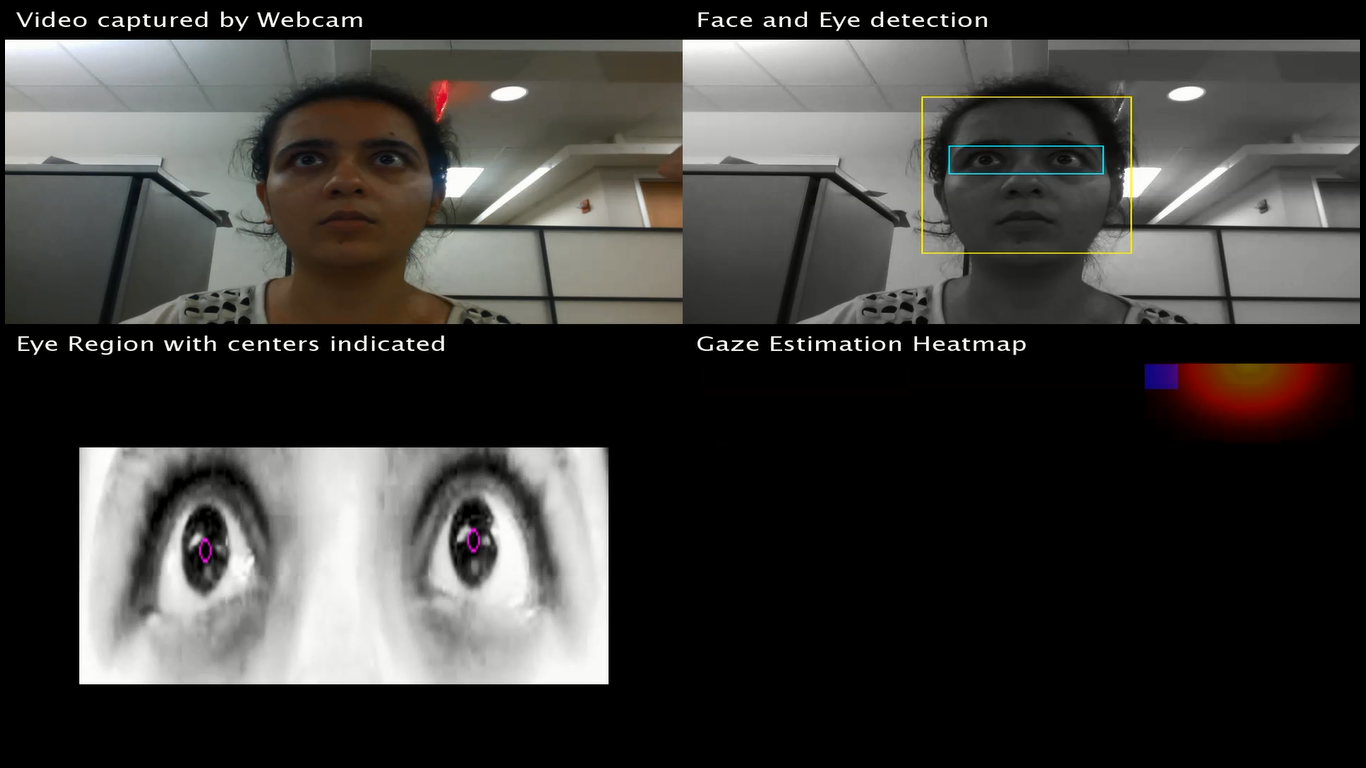 Video captured by Webcam
Face and Eye detection
Eye Region with centers indicated
Gaze Estimation Heatmap